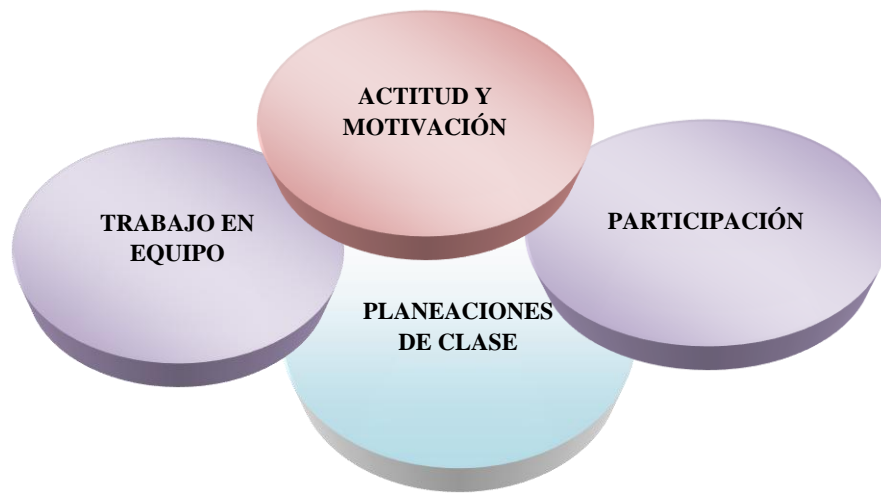 ACTITUD Y
MOTIVACIÓN
TRABAJO EN
EQUIPO
PARTICIPACIÓN
PLANEACIONES
DE CLASE